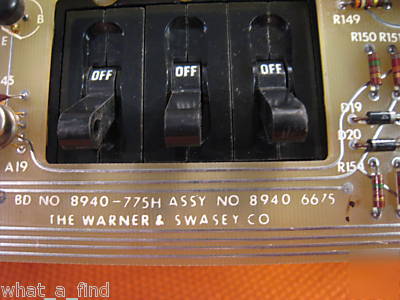 B
E
R149
R150 R151
OFF OFF OFF
45
D19
D20
A19
R154
BD NO 8940-775H ASSY NO 8940 6675
THE WARNER & SWASEY CO
what_a_find